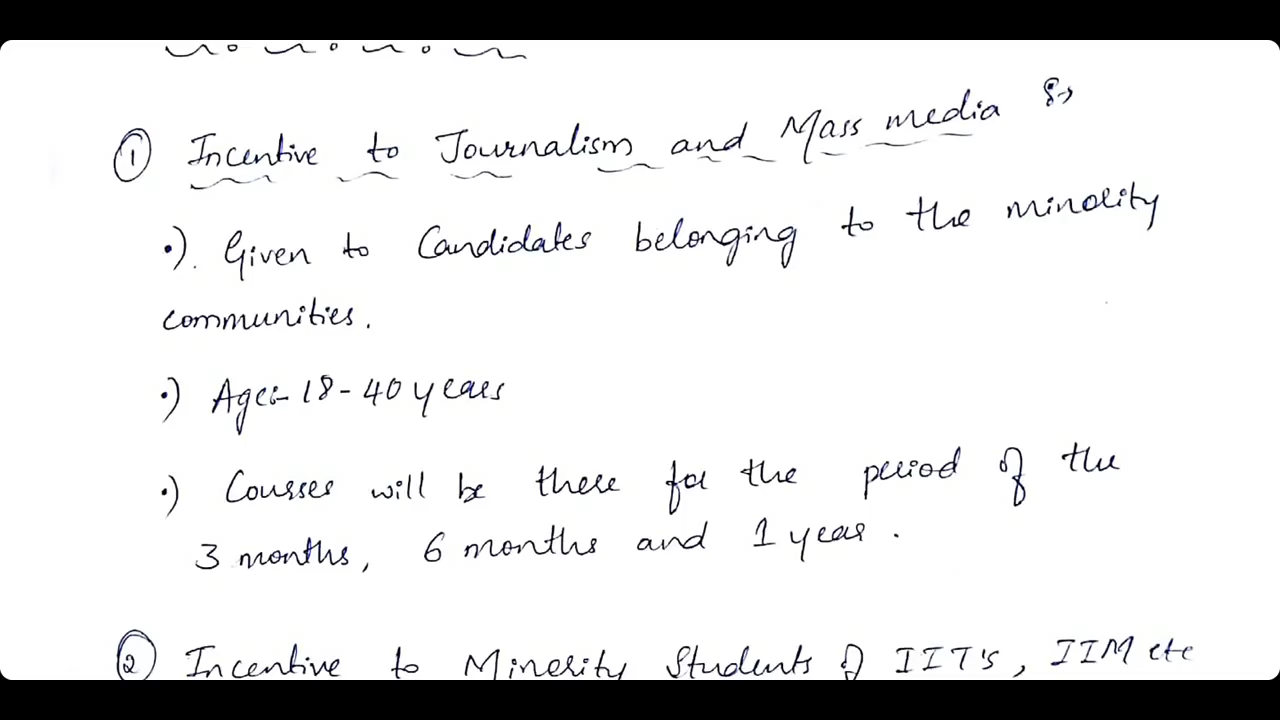 ① Incentive to Journalism and Mass media :-
•). Given to Candidates belonging to the minority
communities.
•) Age:- 18 - 40 years
•) Courses will be there for the period of the
3 months, 6 months and 1 year.
② Incentive to Minority Students of IIT's, IIM etc